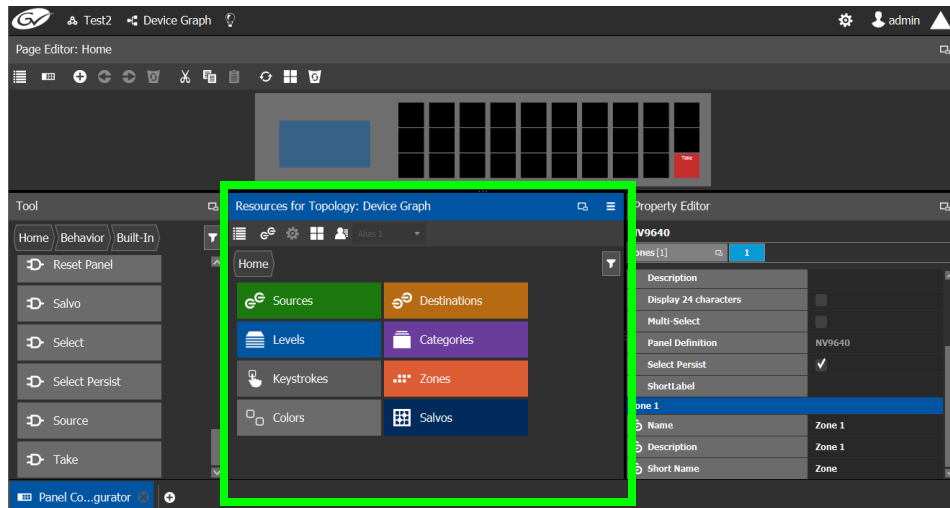 GV Test2 Device Graph admin
Page Editor: Home
Take
Tool
Home Behavior Built-In
Reset Panel
Salvo
Select
Select Persist
Source
Take
Resources for Topology: Device Graph
Alias 1
Home
Sources Destinations
Levels Categories
Keystrokes Zones
Colors Salvos
Property Editor
NV9640
ones [1] 1
Description
Display 24 characters
Multi-Select
Panel Definition NV9640
Select Persist
ShortLabel
one 1
Name Zone 1
Description Zone 1
Short Name Zone
Panel Co...gurator